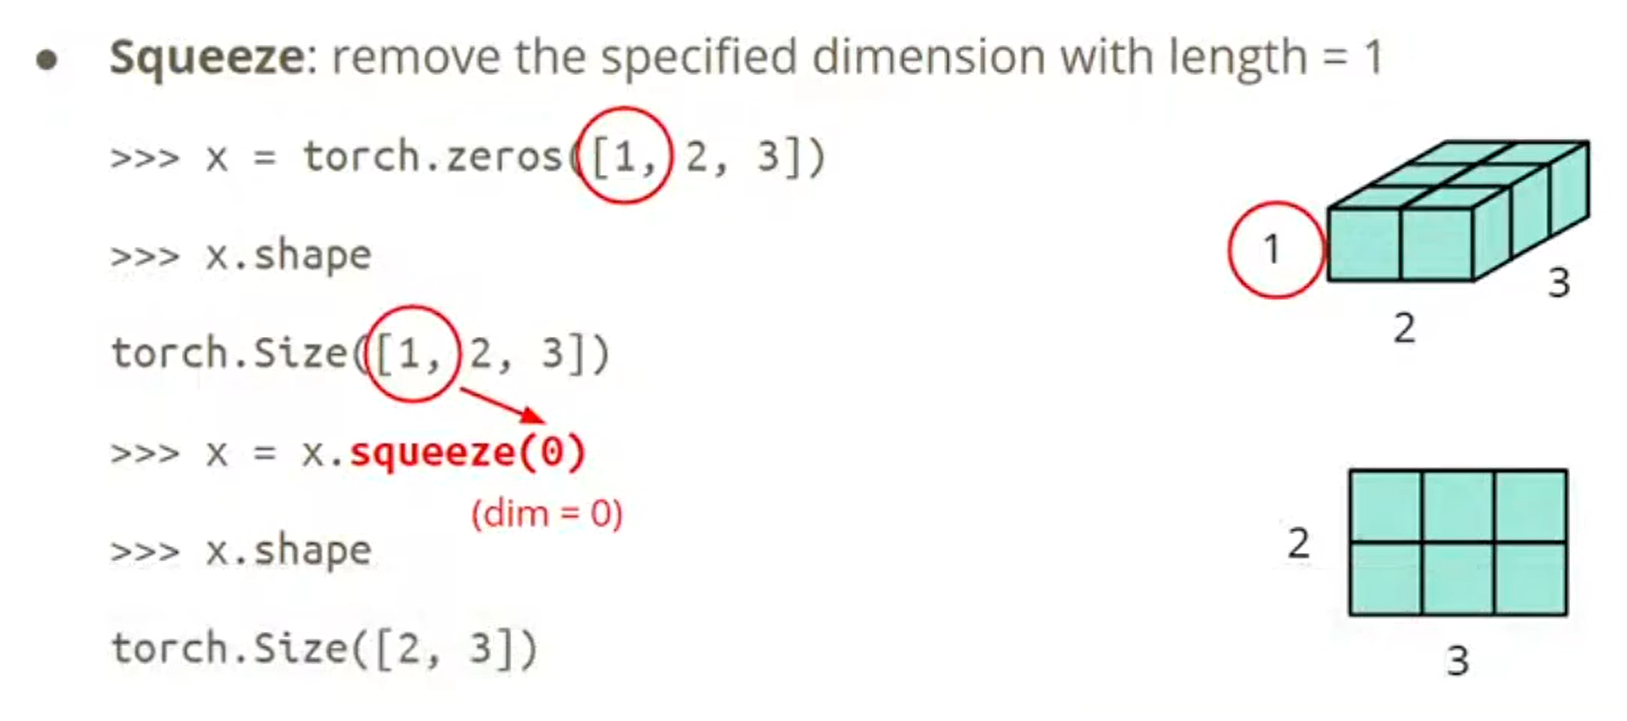 ● Squeeze: remove the specified dimension with length = 1
>>> x = torch.zeros([1, 2, 3])
>>> x.shape
torch.Size([1, 2, 3])
>>> x = x.squeeze(0)
(dim = 0)
>>> x.shape
torch.Size([2, 3])
1
3
2
2
3